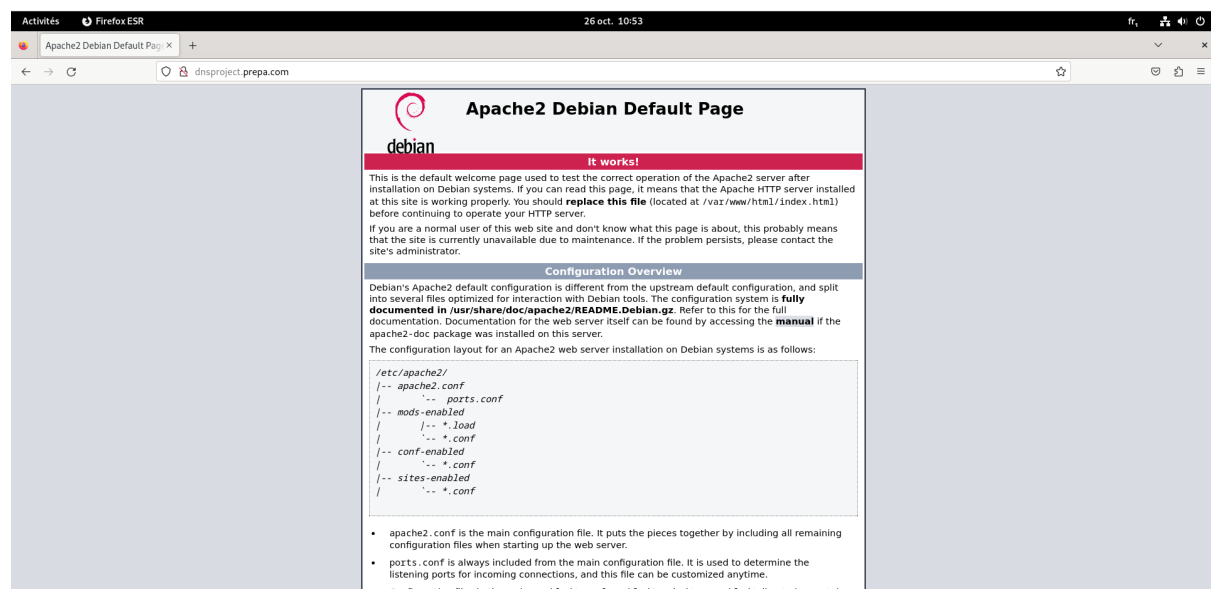 Activités Firefox ESR 26 oct. 10:53 fr₁
Apache2 Debian Default Pag × + ×
dnsproject.prepa.com
debian
Apache2 Debian Default Page
It works!
This is the default welcome page used to test the correct operation of the Apache2 server after
installation on Debian systems. If you can read this page, it means that the Apache HTTP server installed
at this site is working properly. You should replace this file (located at /var/www/html/index.html)
before continuing to operate your HTTP server.
If you are a normal user of this web site and don't know what this page is about, this probably means
that the site is currently unavailable due to maintenance. If the problem persists, please contact the
site's administrator.
Configuration Overview
Debian's Apache2 default configuration is different from the upstream default configuration, and split
into several files optimized for interaction with Debian tools. The configuration system is fully
documented in /usr/share/doc/apache2/README.Debian.gz. Refer to this for the full
documentation. Documentation for the web server itself can be found by accessing the manual if the
apache2-doc package was installed on this server.
The configuration layout for an Apache2 web server installation on Debian systems is as follows:
/etc/apache2/
|-- apache2.conf
|       `--  ports.conf
|-- mods-enabled
|       |-- *.load
|       `-- *.conf
|-- conf-enabled
|       `-- *.conf
|-- sites-enabled
|       `-- *.conf
• apache2.conf is the main configuration file. It puts the pieces together by including all remaining
configuration files when starting up the web server.
• ports.conf is always included from the main configuration file. It is used to determine the
listening ports for incoming connections, and this file can be customized anytime.